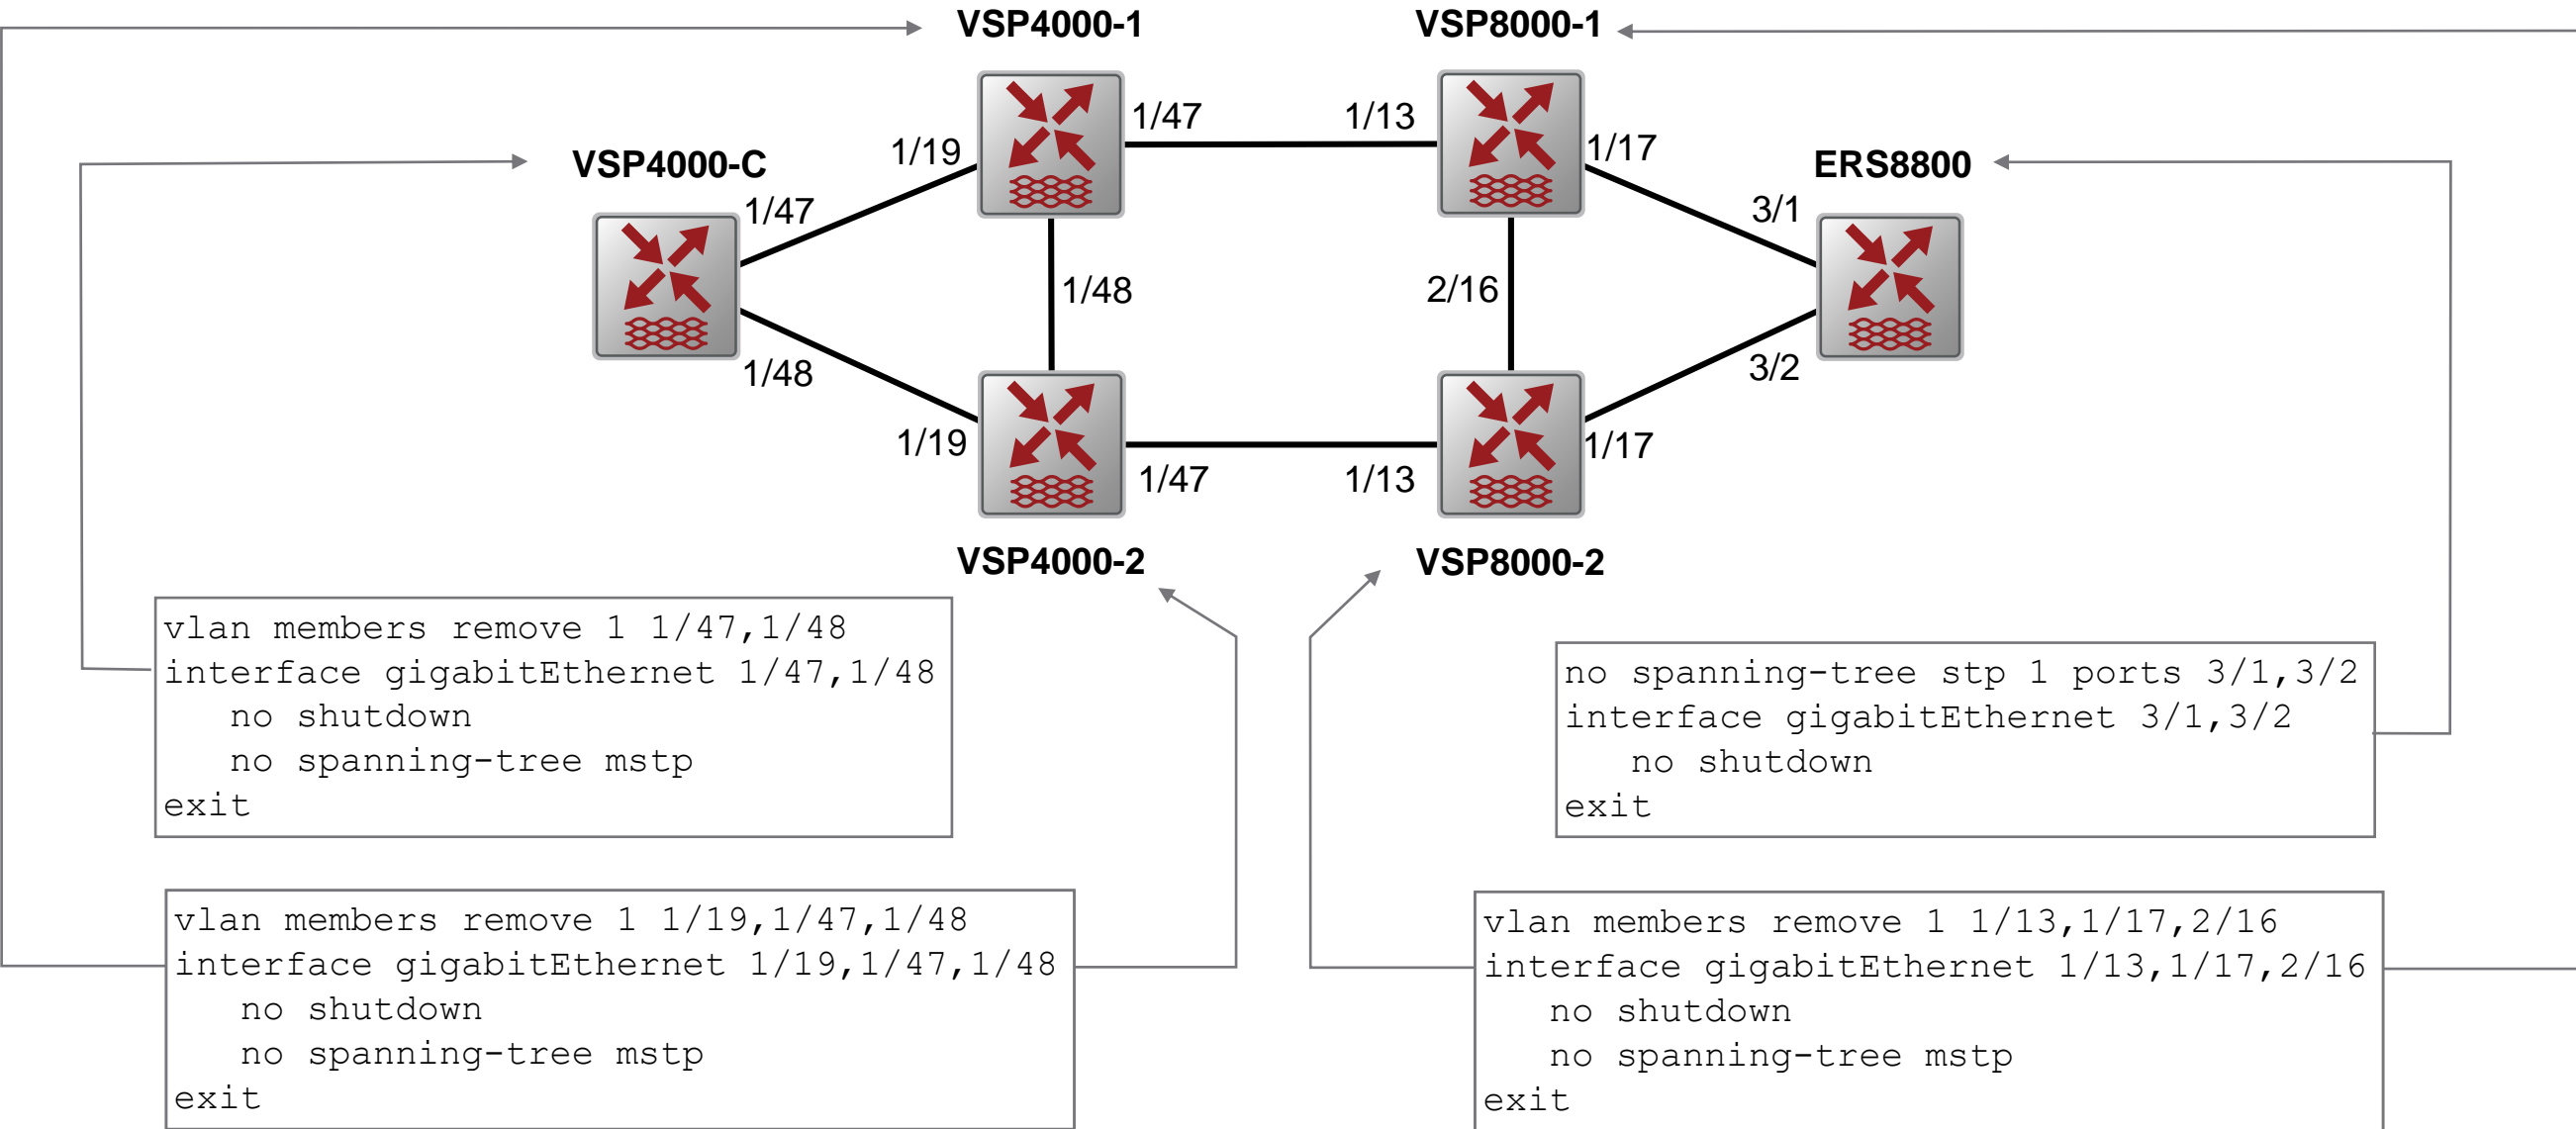 VSP4000-1
VSP8000-1
1/47
1/13
1/19
1/17
VSP4000-C
ERS8800
1/47
3/1
1/48
2/16
1/48
3/2
1/19
1/17
1/47
1/13
VSP4000-2
VSP8000-2
vlan members remove 1 1/47,1/48
interface gigabitEthernet 1/47,1/48
   no shutdown
   no spanning-tree mstp
exit
no spanning-tree stp 1 ports 3/1,3/2
interface gigabitEthernet 3/1,3/2
   no shutdown
exit
vlan members remove 1 1/19,1/47,1/48
interface gigabitEthernet 1/19,1/47,1/48
   no shutdown
   no spanning-tree mstp
exit
vlan members remove 1 1/13,1/17,2/16
interface gigabitEthernet 1/13,1/17,2/16
   no shutdown
   no spanning-tree mstp
exit